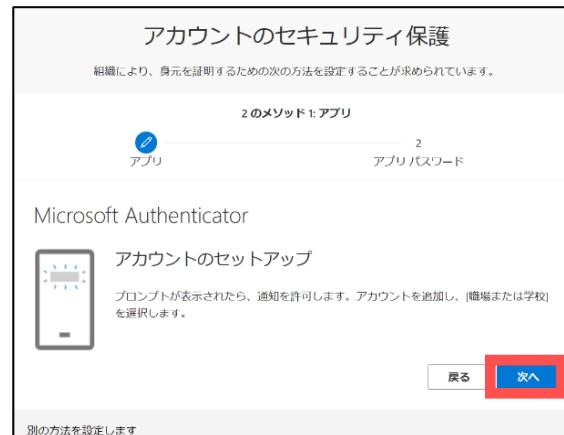 アカウントのセキュリティ保護
組織により、身元を証明するための次の方法を設定することが求められています。
2 のメソッド 1: アプリ
アプリ
2
アプリ パスワード
Microsoft Authenticator
アカウントのセットアップ
プロンプトが表示されたら、通知を許可します。アカウントを追加し、[職場または学校]
を選択します。
戻る
次へ
別の方法を設定します